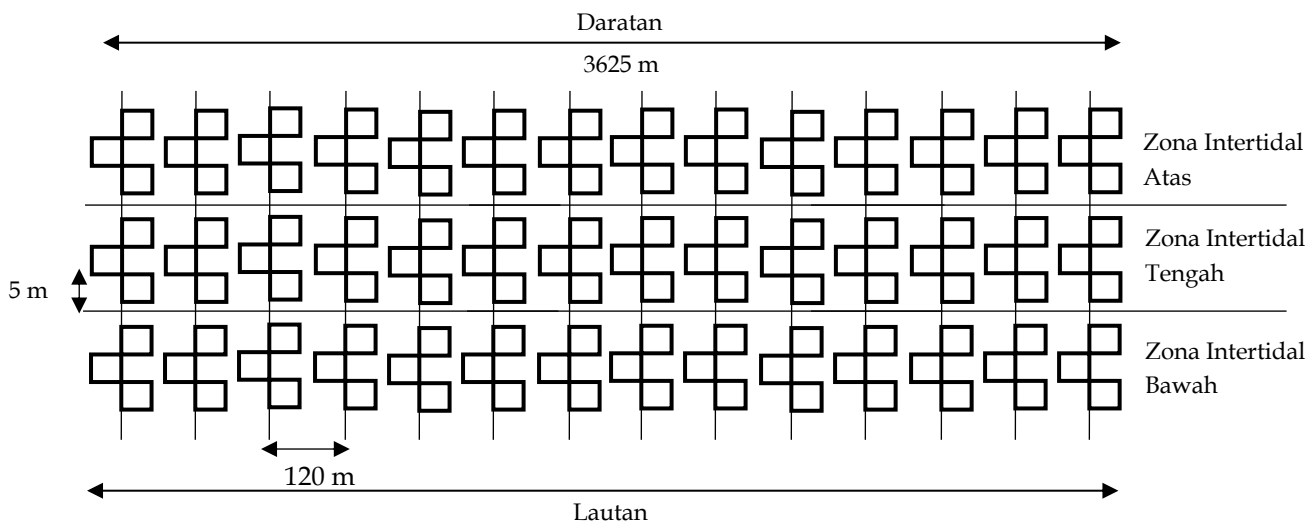 Daratan
3625 m
Zona Intertidal
Atas
Zona Intertidal
Tengah
5 m
Zona Intertidal
Bawah
120 m
Lautan